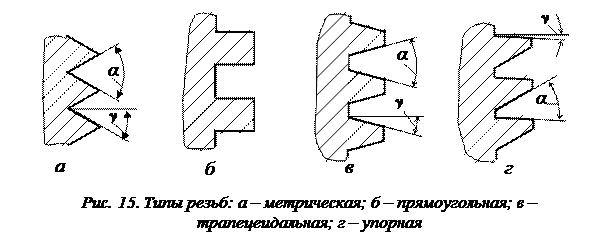 α
γ
α
γ
γ
α
а
б
в
г
Рис. 15. Типы резьб: а – метрическая; б – прямоугольная; в –
трапецеидальная; г – упорная